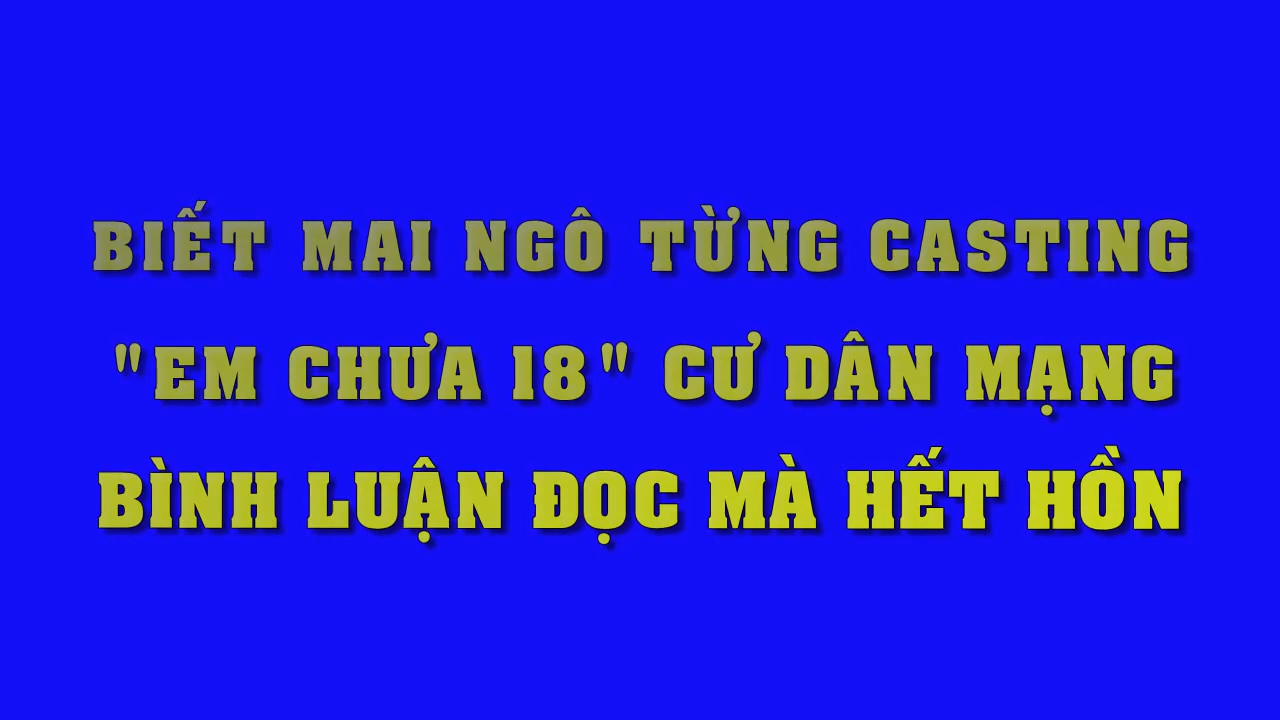 BIẾT MAI NGÔ TỪNG CASTING
"EM CHƯA 18" CƯ DÂN MẠNG
BÌNH LUẬN ĐỌC MÀ HẾT HỒN